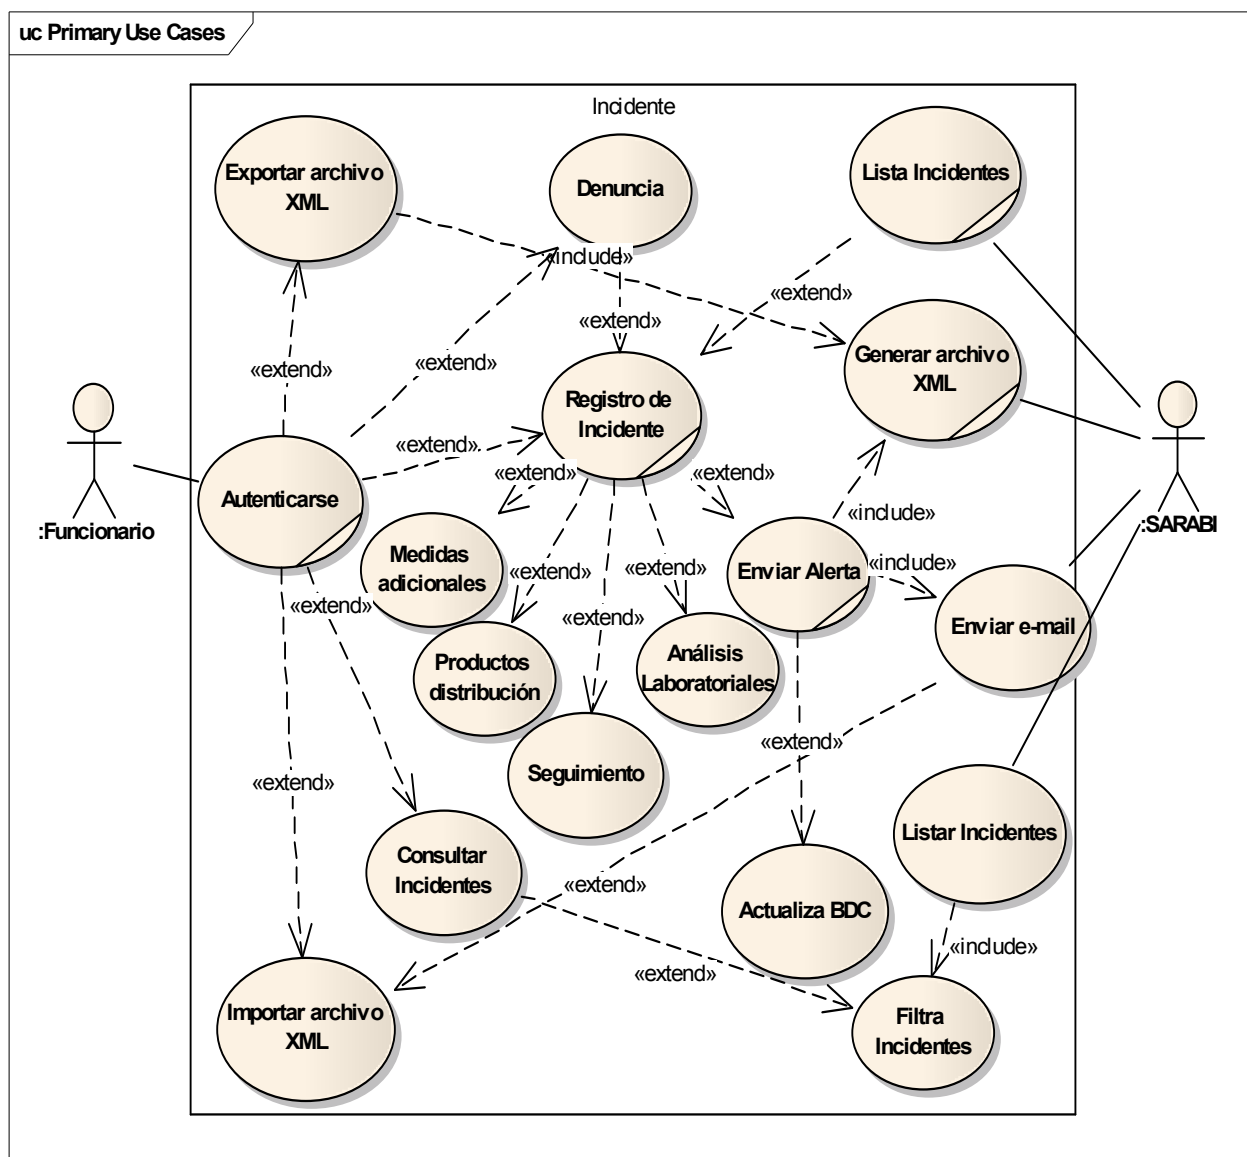 uc Primary Use Cases
Incidente
Exportar archivo
XML
Denuncia
Lista Incidentes
«include»
«extend»
«extend»
«extend»
«extend»
Generar archivo
XML
Registro de
Incidente
«extend»
«extend»
«extend»
:Funcionario
Autenticarse
«include»
:SARABI
Medidas
adicionales
«extend»
«extend»
Enviar Alerta
«include»
«extend»
«extend»
Enviar e-mail
Productos
distribución
Análisis
Laboratoriales
«extend»
«extend»
Seguimiento
Listar Incidentes
Consultar
Incidentes
«extend»
Actualiza BDC
«include»
«extend»
Importar archivo
XML
Filtra
Incidentes